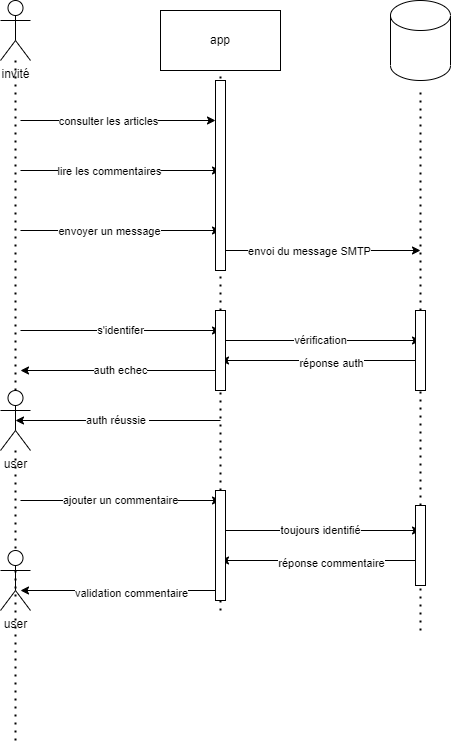 app
invité
consulter les articles
lire les commentaires
envoyer un message
envoi du message SMTP
s'identifer
vérification
réponse auth
auth echec
auth réussie
user
ajouter un commentaire
toujours identifié
réponse commentaire
validation commentaire
user